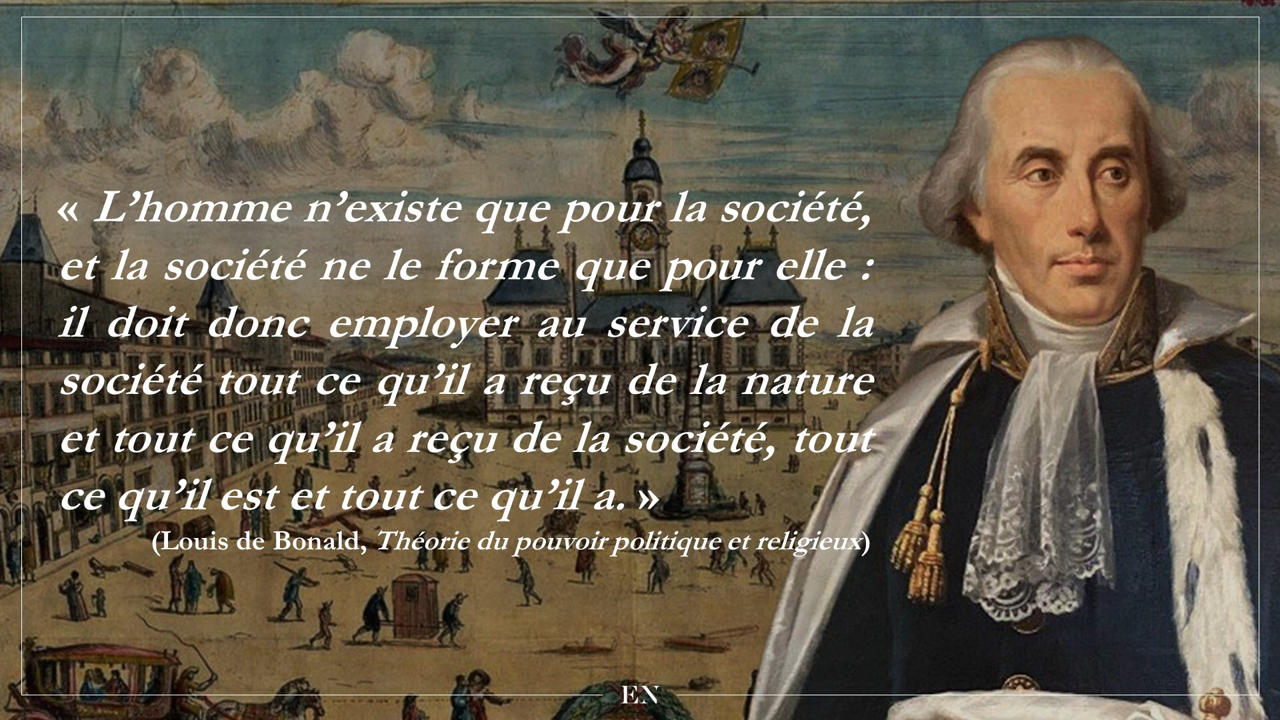 « L’homme n’existe que pour la société,
et la société ne le forme que pour elle :
il doit donc employer au service de la
société tout ce qu’il a reçu de la nature
et tout ce qu’il a reçu de la société, tout
ce qu’il est et tout ce qu’il a. »
(Louis de Bonald, Théorie du pouvoir politique et religieux)
EN